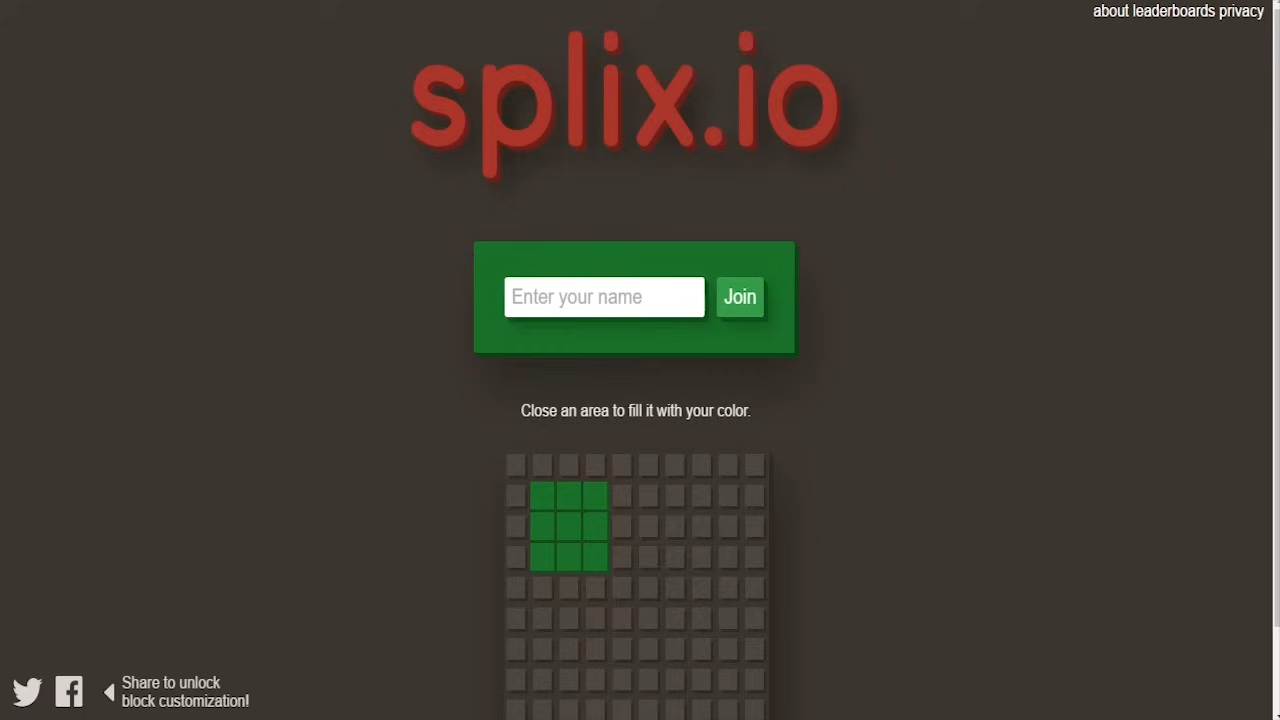 about leaderboards privacy
splix.io
Enter your name
Join
Close an area to fill it with your color.
Share to unlock
block customization!